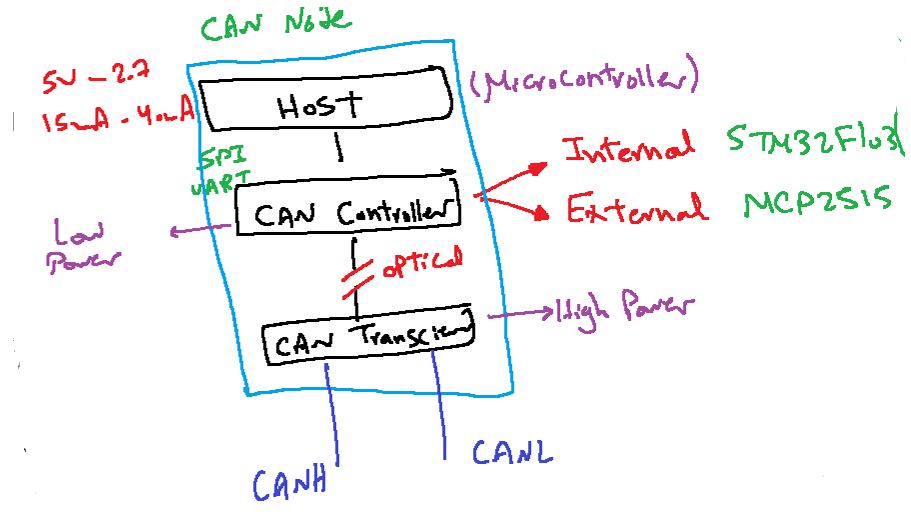 CAN Node
5V - 2.7
15mA - 40mA
HOST
(MicroController)
SPI
UART
Internal STM32F103
CAN Controller
External MCP2515
Low
Power
optical
High Power
CAN Transciever
CANH
CANL